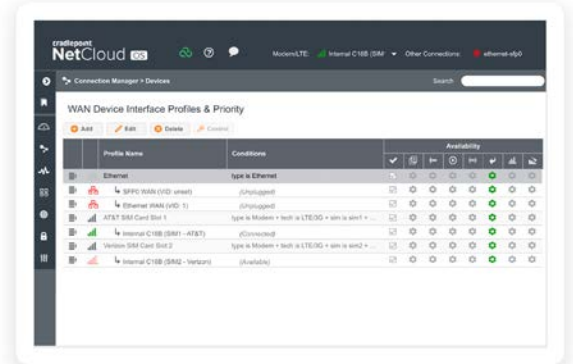 cradlepoint
NetCloud OS
Modem/LTE: Internal C18B (SIM Other Connections: ethernet-sfp0
Connection Manager > Devices Search
WAN Device Interface Profiles & Priority
Add Edit Delete Control
Availability
Profile Name Conditions
Ethernet type is Ethernet
SFP0 WAN (VID: unset) (Unplugged)
Ethernet WAN (VID: 1) (Unplugged)
AT&T SIM Card Slot 1 type is Modem + tech is LTE/3G + sim is sim1 + ...
Internal C18B (SIM1 - AT&T) (Connected)
Verizon SIM Card Slot 2 type is Modem + tech is LTE/3G + sim is sim2 + ...
Internal C18B (SIM2 - Verizon) (Available)